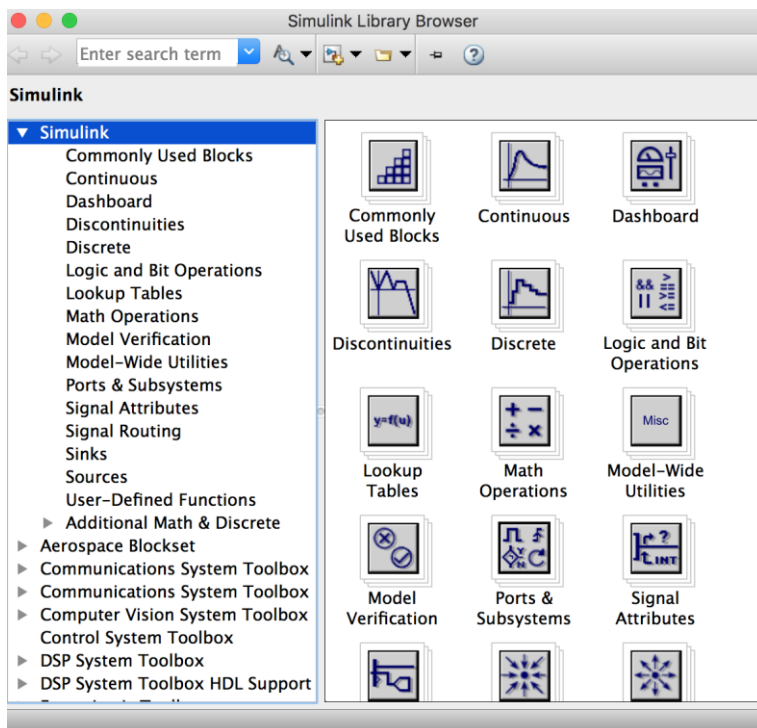 Simulink Library Browser
Enter search term
Simulink
Simulink
Commonly Used Blocks
Continuous
Dashboard
Discontinuities
Discrete
Logic and Bit Operations
Lookup Tables
Math Operations
Model Verification
Model-Wide Utilities
Ports & Subsystems
Signal Attributes
Signal Routing
Sinks
Sources
User-Defined Functions
Additional Math & Discrete
Aerospace Blockset
Communications System Toolbox
Communications System Toolbox
Computer Vision System Toolbox
Control System Toolbox
DSP System Toolbox
DSP System Toolbox HDL Support
Commonly
Used Blocks
Continuous
Dashboard
Discontinuities
Discrete
&& > ==
|| >= <=
Logic and Bit
Operations
y=f(u)
Lookup
Tables
+ −
÷ ×
Math
Operations
Misc
Model-Wide
Utilities
Model
Verification
Y
N
Ports &
Subsystems
?
INT
Signal
Attributes